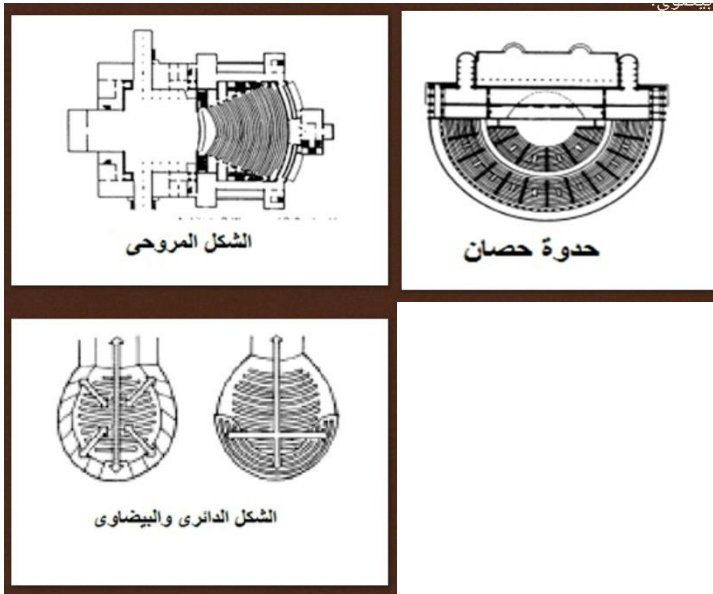 الشكل المروحى
حدوة حصان
الشكل الدائرى والبيضاوى